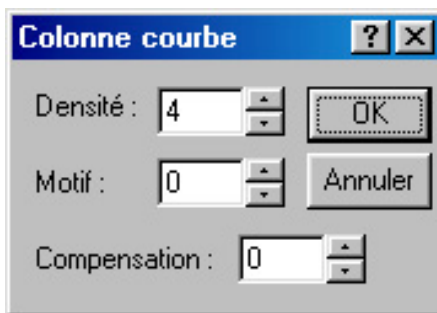 Colonne courbe ? X
Densité : 4 OK
Motif : 0 Annuler
Compensation : 0